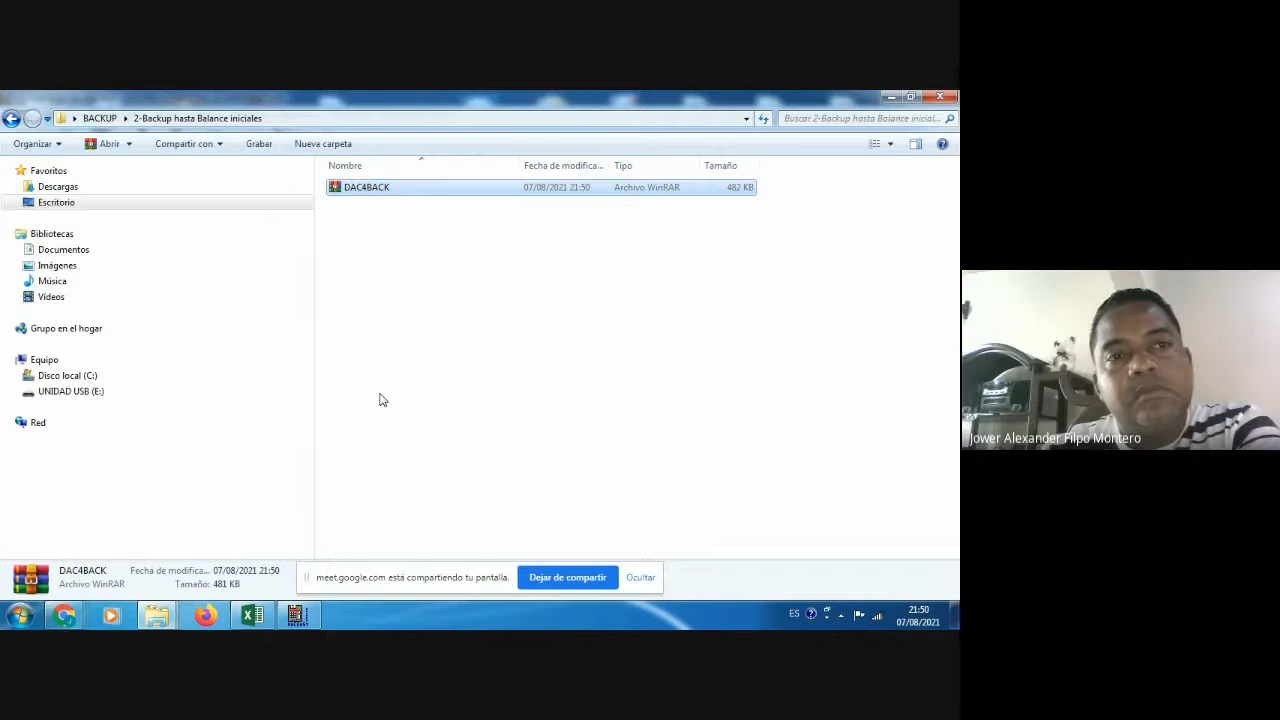 BACKUP 2-Backup hasta Balance iniciales
Buscar 2-Backup hasta Balance inicial...
Organizar Abrir Compartir con Grabar Nueva carpeta
Favoritos
Descargas
Escritorio
Bibliotecas
Documentos
Imágenes
Música
Vídeos
Grupo en el hogar
Equipo
Disco local (C:)
UNIDAD USB (E:)
Red
Nombre Fecha de modifica... Tipo Tamaño
DAC4BACK 07/08/2021 21:50 Archivo WinRAR 482 KB
Jower Alexander Filpo Montero
DAC4BACK Fecha de modifica... 07/08/2021 21:50
Archivo WinRAR Tamaño: 481 KB
meet.google.com está compartiendo tu pantalla. Dejar de compartir Ocultar
ES 21:50
07/08/2021